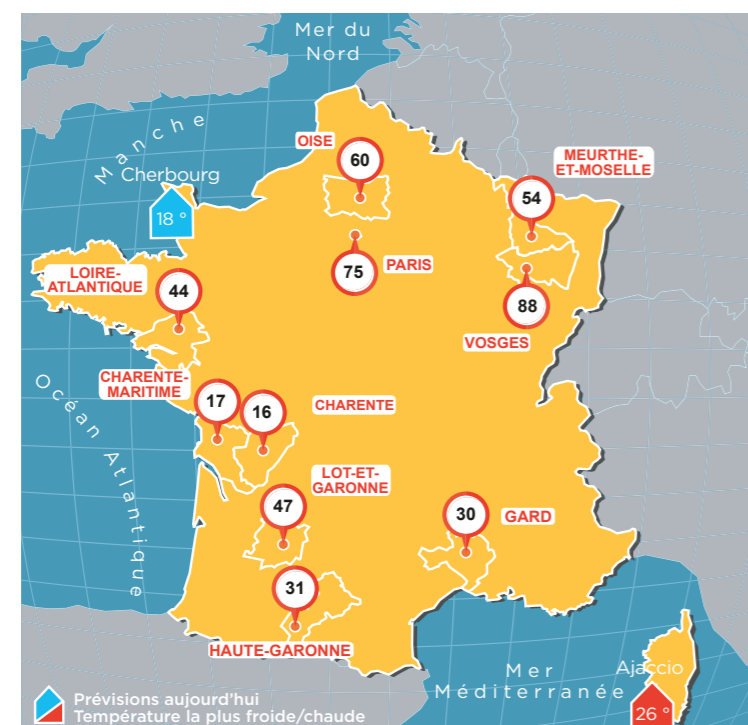 Mer du
Nord
Manche
OISE
60
MEURTHE-
ET-MOSELLE
54
Cherbourg
18 °
75
PARIS
LOIRE-
ATLANTIQUE
44
88
VOSGES
CHARENTE-
MARITIME
17
16
CHARENTE
Océan Atlantique
LOT-ET-
GARONNE
47
30
GARD
31
HAUTE-GARONNE
Mer
Méditerranée
Ajaccio
26 °
Prévisions aujourd'hui
Température la plus froide/chaude